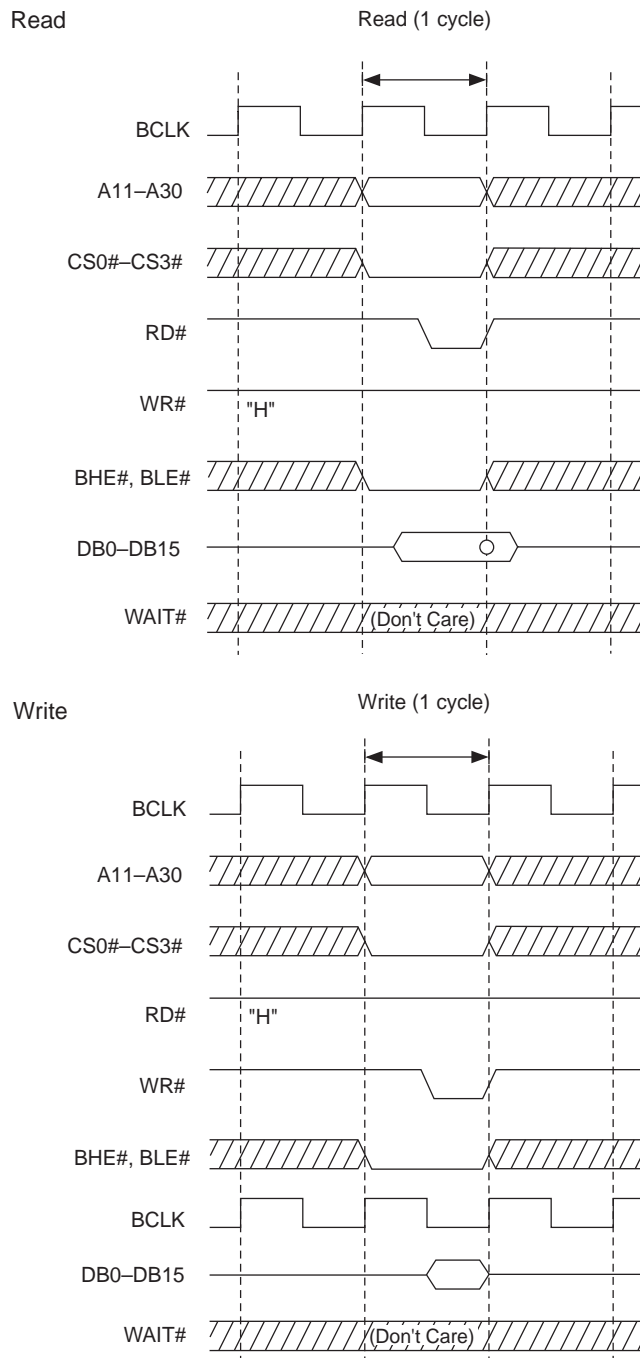 Read
Read (1 cycle)
BCLK
A11–A30
CS0#–CS3#
RD#
WR#
"H"
BHE#, BLE#
DB0–DB15
WAIT#
(Don't Care)
Write
Write (1 cycle)
BCLK
A11–A30
CS0#–CS3#
RD#
"H"
WR#
BHE#, BLE#
BCLK
DB0–DB15
WAIT#
(Don't Care)